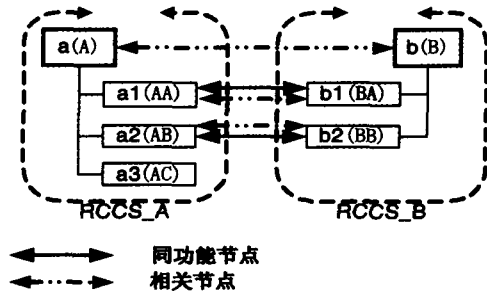 a(A)
b(B)
a1(AA)
b1(BA)
a2(AB)
b2(BB)
a3(AC)
RCCS_A
RCCS_B
同功能节点
相关节点